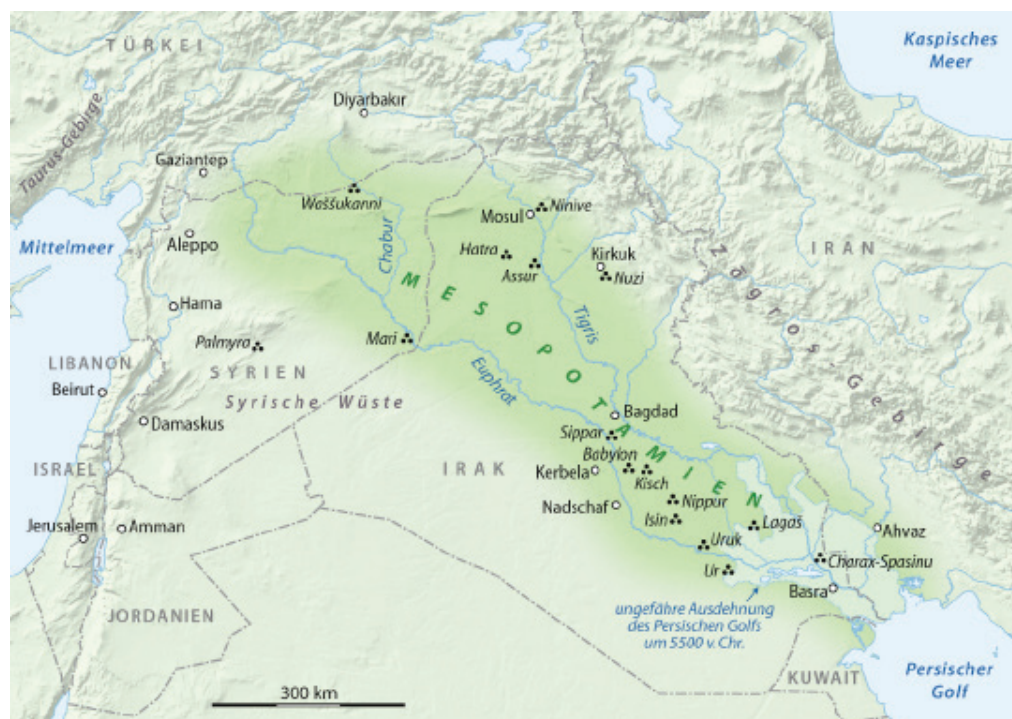 TÜRKEI
Kaspisches
Meer
Diyarbakır
Taurus-Gebirge
Gaziantep
Waššukanni
Ninive
Mosul
Mittelmeer
Aleppo
Chabur
Hatra
Assur
Kirkuk
Nuzi
IRAN
Zagros-Gebirge
MESOPOTAMIEN
Hama
Tigris
Palmyra
Mari
LIBANON
SYRIEN
Euphrat
Beirut
Syrische Wüste
Bagdad
Damaskus
Sippar
Babylon
ISRAEL
IRAK
Kerbela
Kisch
Nippur
Nadschaf
Isin
Lagaš
Jerusalem
Amman
Uruk
Ahvaz
Ur
Charax-Spasinu
Basra
JORDANIEN
ungefähre Ausdehnung
des Persischen Golfs
um 5500 v. Chr.
Persischer
Golf
KUWAIT
300 km